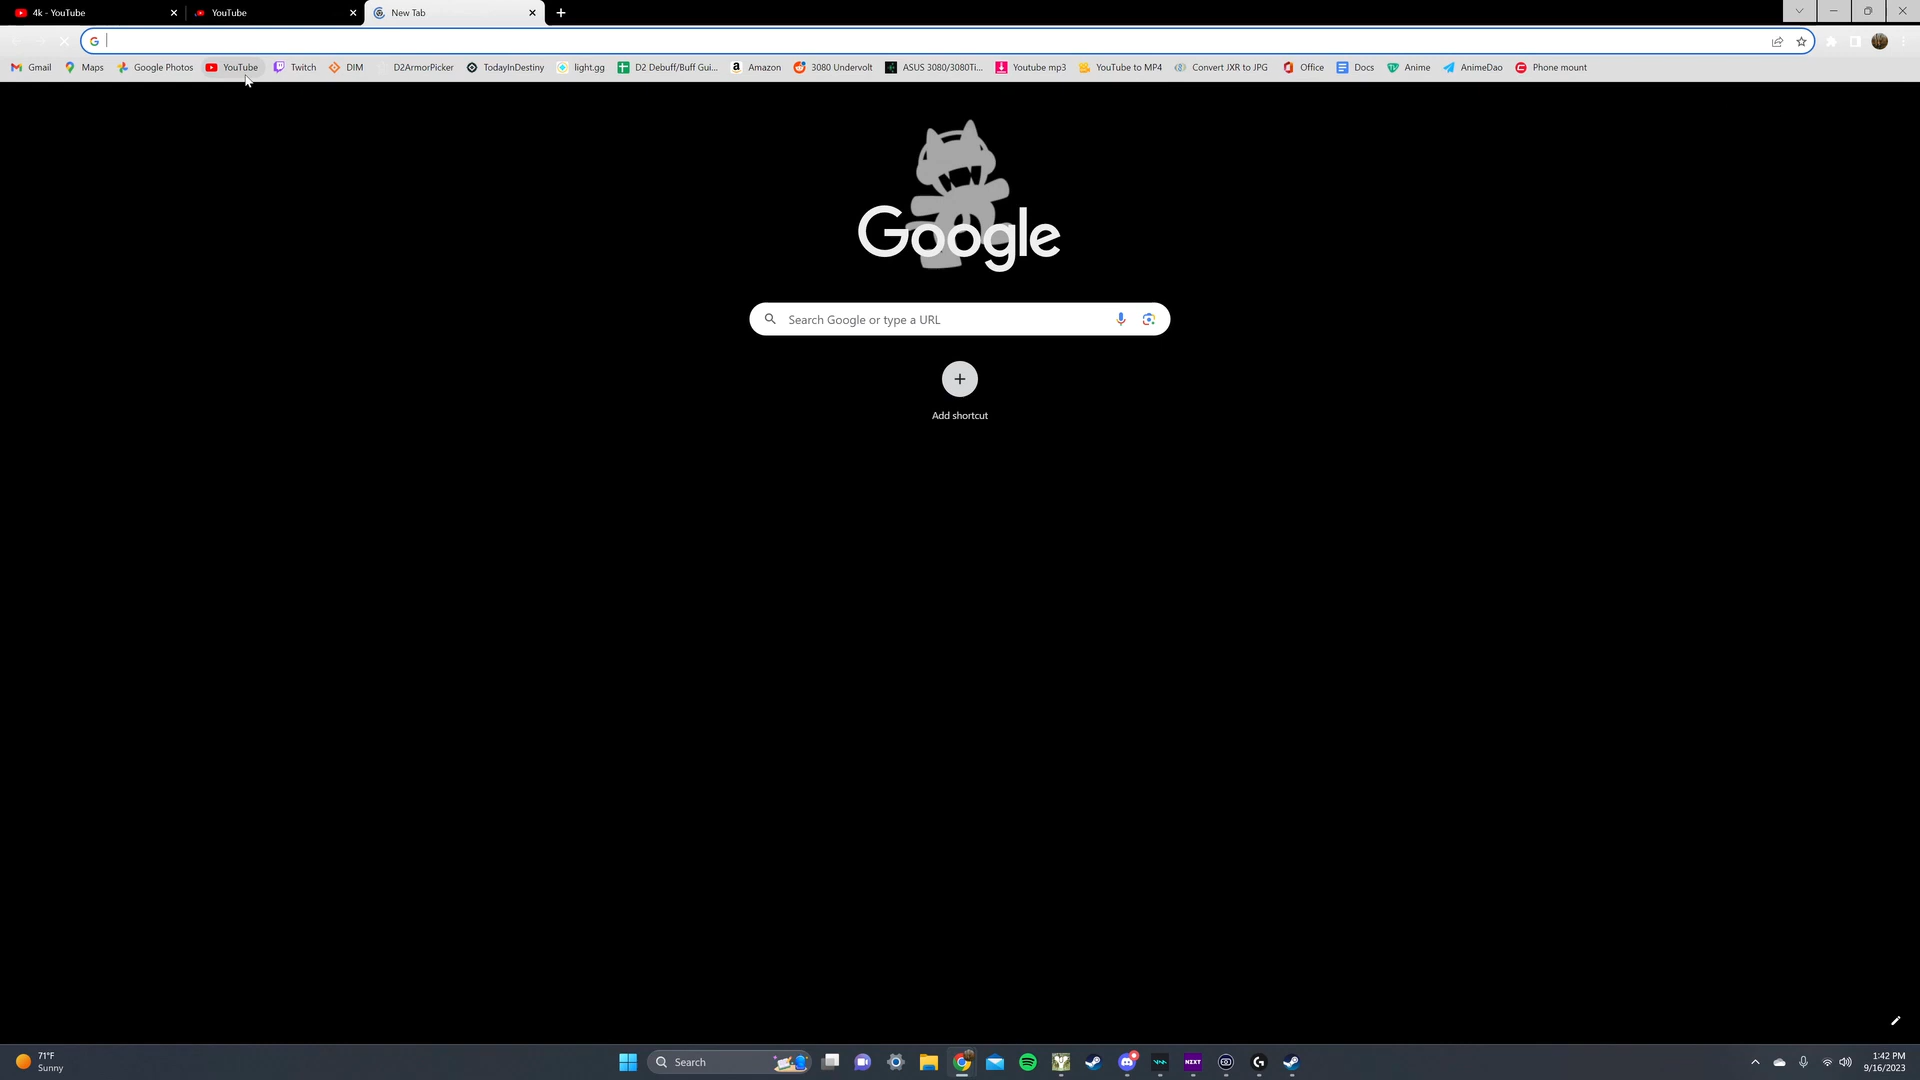 4k - YouTube
YouTube
New Tab
Gmail Maps Google Photos YouTube Twitch DIM D2ArmorPicker TodayInDestiny light.gg D2 Debuff/Buff Gui... Amazon 3080 Undervolt ASUS 3080/3080Ti... Youtube mp3 YouTube to MP4 Convert JXR to JPG Office Docs Anime AnimeDao Phone mount
Google
Search Google or type a URL
Add shortcut
71°F
Sunny
Search
NZXT
1:42 PM
9/16/2023